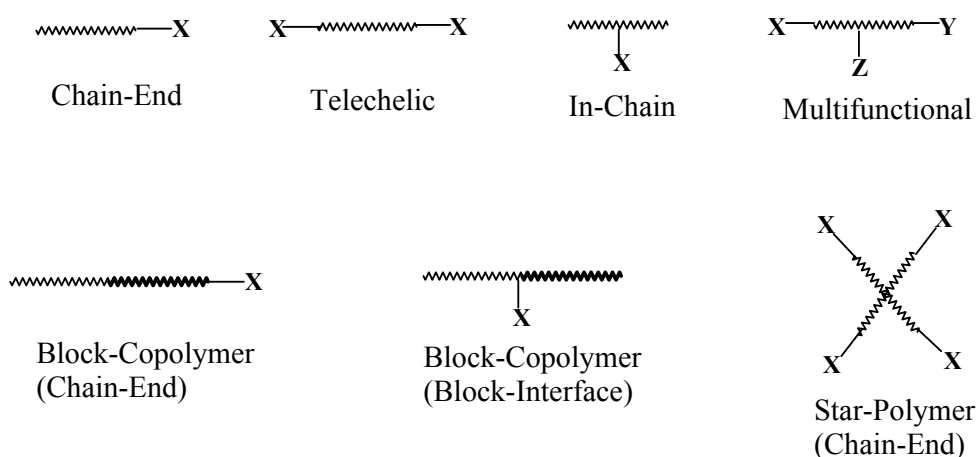 X
X X
X
X Y
Z
Chain-End
Telechelic
In-Chain
Multifunctional
X X
X
X
X X
Block-Copolymer
(Chain-End)
Block-Copolymer
(Block-Interface)
Star-Polymer
(Chain-End)